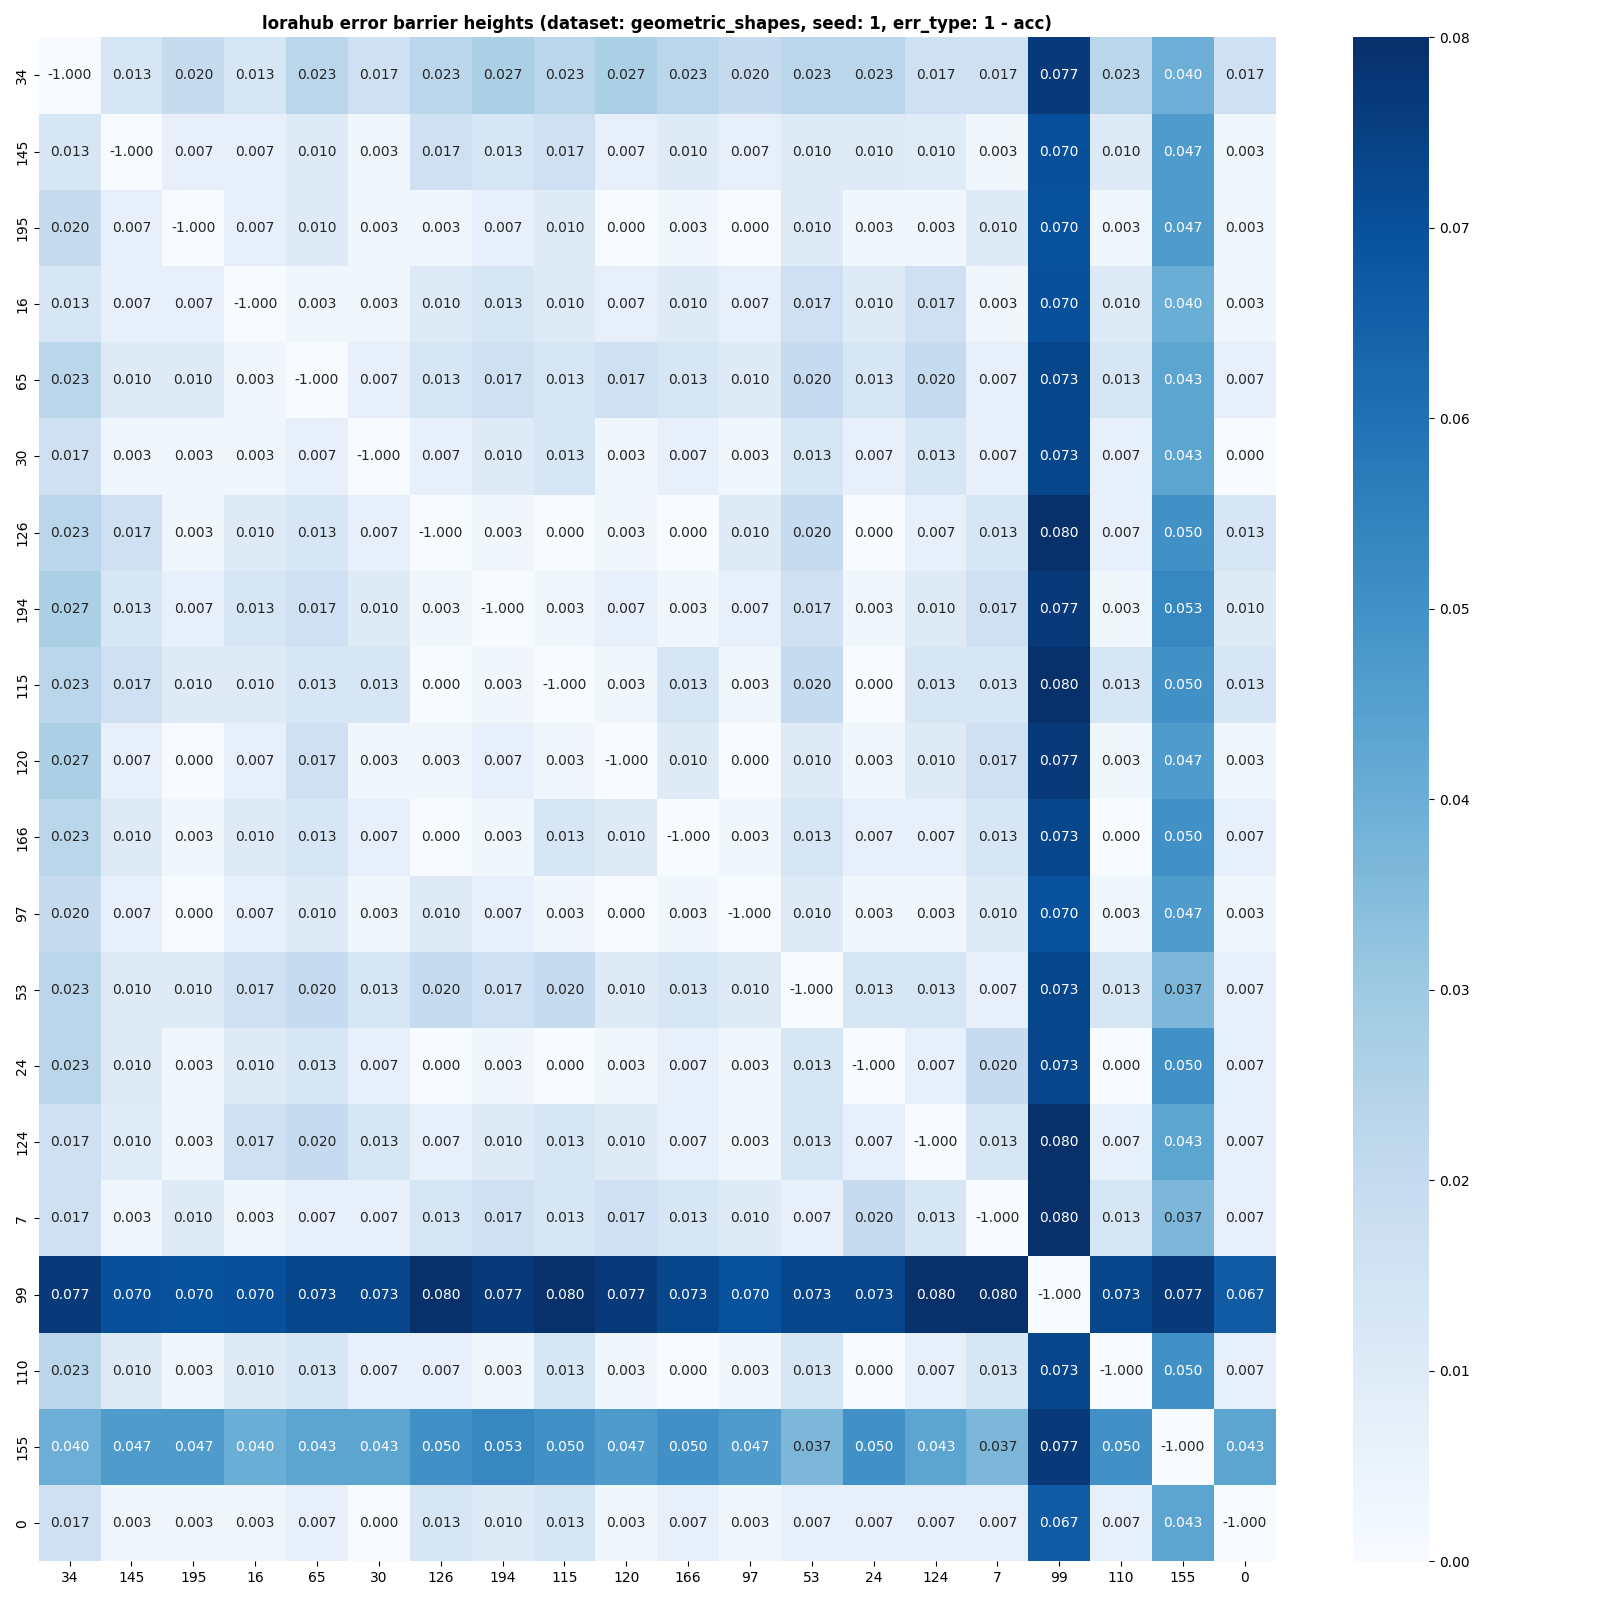 lorahub error barrier heights (dataset: geometric_shapes, seed: 1, err_type: 1 - acc)
34 -1.000 0.013 0.020 0.013 0.023 0.017 0.023 0.027 0.023 0.027 0.023 0.020 0.023 0.023 0.017 0.017 0.077 0.023 0.040 0.017
145 0.013 -1.000 0.007 0.007 0.010 0.003 0.017 0.013 0.017 0.007 0.010 0.007 0.010 0.010 0.010 0.003 0.070 0.010 0.047 0.003
195 0.020 0.007 -1.000 0.007 0.010 0.003 0.003 0.007 0.010 0.000 0.003 0.000 0.010 0.003 0.003 0.010 0.070 0.003 0.047 0.003
16 0.013 0.007 0.007 -1.000 0.003 0.003 0.010 0.013 0.010 0.007 0.010 0.007 0.017 0.010 0.017 0.003 0.070 0.010 0.040 0.003
65 0.023 0.010 0.010 0.003 -1.000 0.007 0.013 0.017 0.013 0.017 0.013 0.010 0.020 0.013 0.020 0.007 0.073 0.013 0.043 0.007
30 0.017 0.003 0.003 0.003 0.007 -1.000 0.007 0.010 0.013 0.003 0.007 0.003 0.013 0.007 0.013 0.007 0.073 0.007 0.043 0.000
126 0.023 0.017 0.003 0.010 0.013 0.007 -1.000 0.003 0.000 0.003 0.000 0.010 0.020 0.000 0.007 0.013 0.080 0.007 0.050 0.013
194 0.027 0.013 0.007 0.013 0.017 0.010 0.003 -1.000 0.003 0.007 0.003 0.007 0.017 0.003 0.010 0.017 0.077 0.003 0.053 0.010
115 0.023 0.017 0.010 0.010 0.013 0.013 0.000 0.003 -1.000 0.003 0.013 0.003 0.020 0.000 0.013 0.013 0.080 0.013 0.050 0.013
120 0.027 0.007 0.000 0.007 0.017 0.003 0.003 0.007 0.003 -1.000 0.010 0.000 0.010 0.003 0.010 0.017 0.077 0.003 0.047 0.003
166 0.023 0.010 0.003 0.010 0.013 0.007 0.000 0.003 0.013 0.010 -1.000 0.003 0.013 0.007 0.007 0.013 0.073 0.000 0.050 0.007
97 0.020 0.007 0.000 0.007 0.010 0.003 0.010 0.007 0.003 0.000 0.003 -1.000 0.010 0.003 0.003 0.010 0.070 0.003 0.047 0.003
53 0.023 0.010 0.010 0.017 0.020 0.013 0.020 0.017 0.020 0.010 0.013 0.010 -1.000 0.013 0.013 0.007 0.073 0.013 0.037 0.007
24 0.023 0.010 0.003 0.010 0.013 0.007 0.000 0.003 0.000 0.003 0.007 0.003 0.013 -1.000 0.007 0.020 0.073 0.000 0.050 0.007
124 0.017 0.010 0.003 0.017 0.020 0.013 0.007 0.010 0.013 0.010 0.007 0.003 0.013 0.007 -1.000 0.013 0.080 0.007 0.043 0.007
7 0.017 0.003 0.010 0.003 0.007 0.007 0.013 0.017 0.013 0.017 0.013 0.010 0.007 0.020 0.013 -1.000 0.080 0.013 0.037 0.007
99 0.077 0.070 0.070 0.070 0.073 0.073 0.080 0.077 0.080 0.077 0.073 0.070 0.073 0.073 0.080 0.080 -1.000 0.073 0.077 0.067
110 0.023 0.010 0.003 0.010 0.013 0.007 0.007 0.003 0.013 0.003 0.000 0.003 0.013 0.000 0.007 0.013 0.073 -1.000 0.050 0.007
155 0.040 0.047 0.047 0.040 0.043 0.043 0.050 0.053 0.050 0.047 0.050 0.047 0.037 0.050 0.043 0.037 0.077 0.050 -1.000 0.043
0 0.017 0.003 0.003 0.003 0.007 0.000 0.013 0.010 0.013 0.003 0.007 0.003 0.007 0.007 0.007 0.007 0.067 0.007 0.043 -1.000
34 145 195 16 65 30 126 194 115 120 166 97 53 24 124 7 99 110 155 0
0.08
0.07
0.06
0.05
0.04
0.03
0.02
0.01
0.00